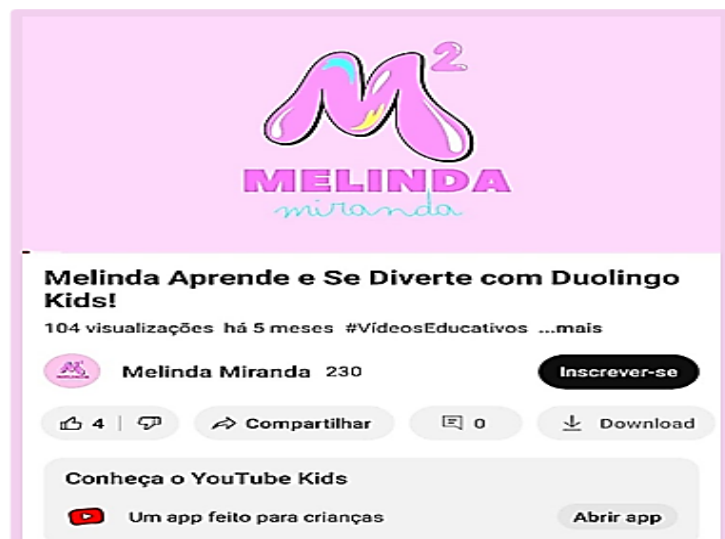 M²
MELINDA
miranda
Melinda Aprende e Se Diverte com Duolingo
Kids!
104 visualizações há 5 meses #VídeosEducativos ...mais
Melinda Miranda 230 Inscrever-se
4 Compartilhar 0 Download
Conheça o YouTube Kids
Um app feito para crianças Abrir app